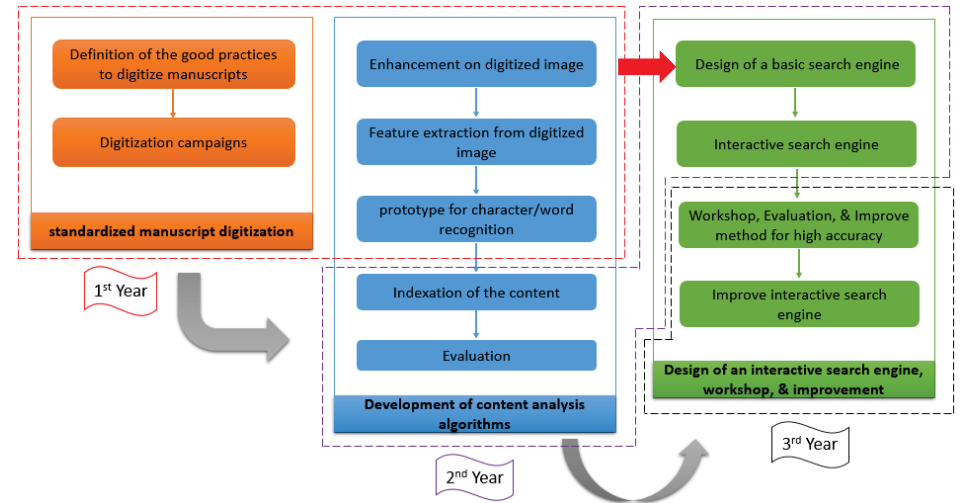 Definition of the good practices
to digitize manuscripts
Digitization campaigns
standardized manuscript digitization
1st Year
Enhancement on digitized image
Feature extraction from digitized
image
prototype for character/word
recognition
Indexation of the content
Evaluation
Development of content analysis
algorithms
2nd Year
Design of a basic search engine
Interactive search engine
Workshop, Evaluation, & Improve
method for high accuracy
Improve interactive search
engine
Design of an interactive search engine,
workshop, & improvement
3rd Year